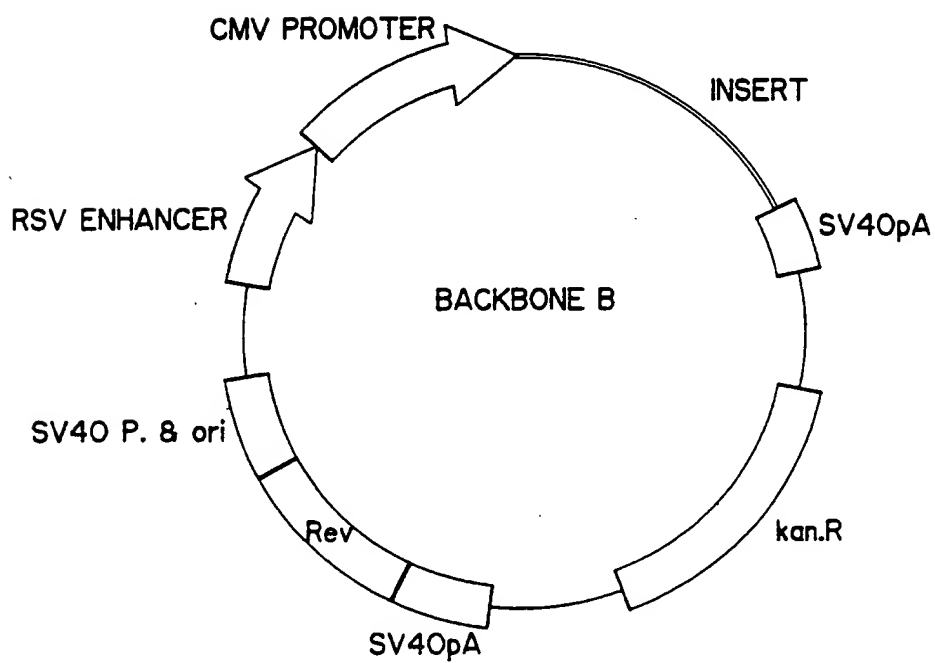 CMV PROMOTER
INSERT
RSV ENHANCER
SV40pA
BACKBONE B
SV40 P. & ori
Rev
kan.R
SV40pA